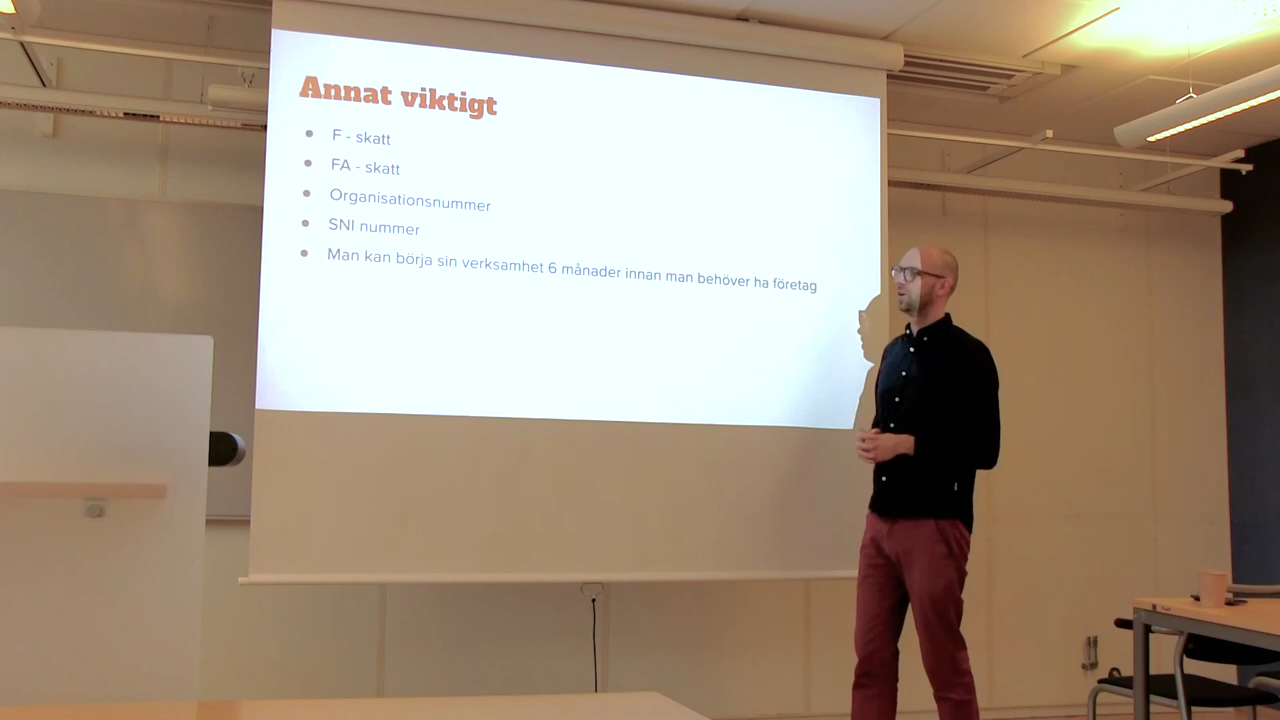 Annat viktigt
F - skatt
FA - skatt
Organisationsnummer
SNI nummer
Man kan börja sin verksamhet 6 månader innan man behöver ha företag